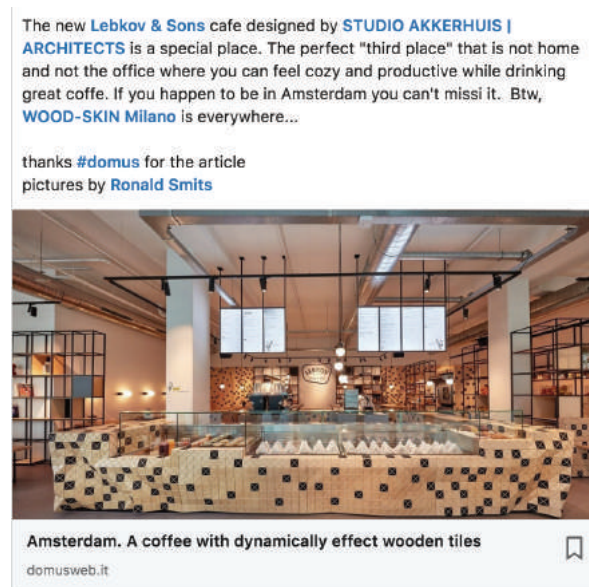 The new Lebkov & Sons cafe designed by STUDIO AKKERHUIS |
ARCHITECTS is a special place. The perfect "third place" that is not home
and not the office where you can feel cozy and productive while drinking
great coffe. If you happen to be in Amsterdam you can't missi it.  Btw,
WOOD-SKIN Milano is everywhere...
thanks #domus for the article
pictures by Ronald Smits
LEBKOV
Amsterdam. A coffee with dynamically effect wooden tiles
domusweb.it